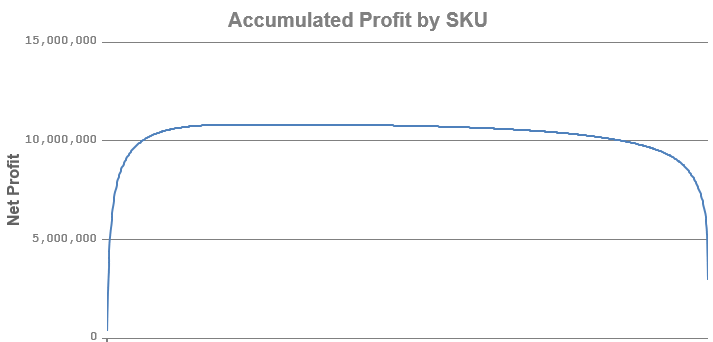 Accumulated Profit by SKU
15,000,000
10,000,000
Net Profit
5,000,000
0